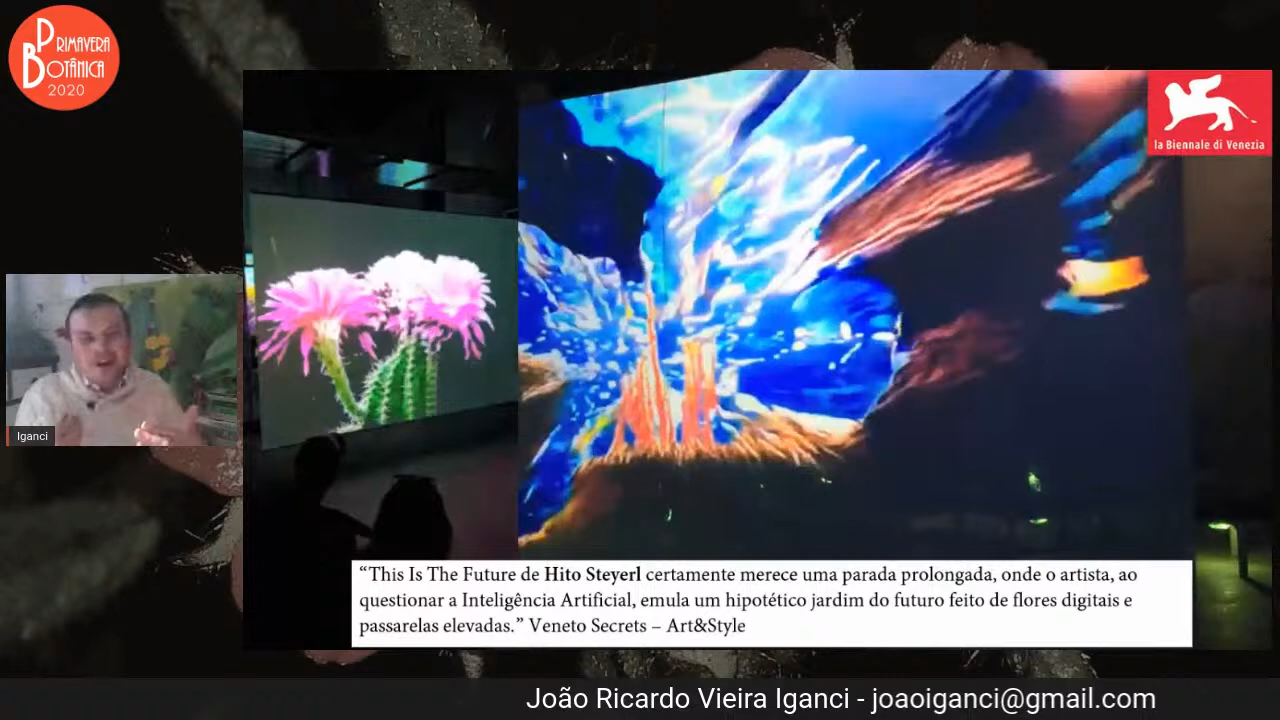 PRIMAVERA
BOTÂNICA
2020
la Biennale di Venezia
Iganci
“This Is The Future de Hito Steyerl certamente merece uma parada prolongada, onde o artista, ao
questionar a Inteligência Artificial, emula um hipotético jardim do futuro feito de flores digitais e
passarelas elevadas.” Veneto Secrets – Art&Style
João Ricardo Vieira Iganci - joaoiganci@gmail.com